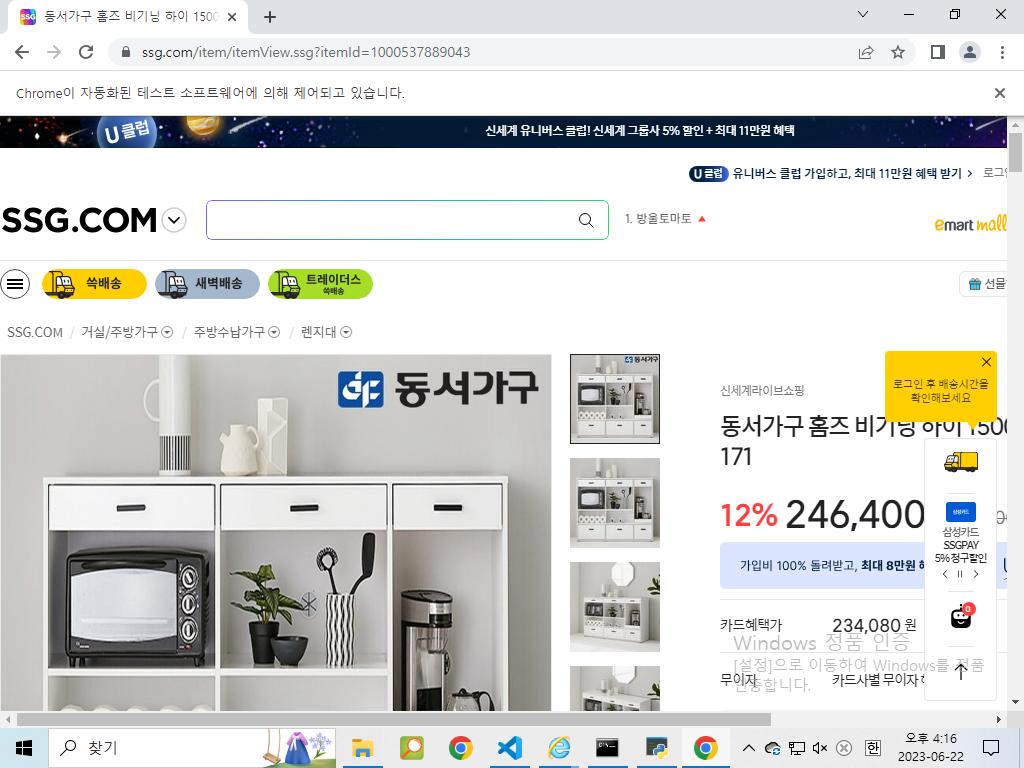 동서가구 홈즈 비기닝 하이 1500
ssg.com/item/itemView.ssg?itemId=1000537889043
Chrome이 자동화된 테스트 소프트웨어에 의해 제어되고 있습니다.
U 클럽
신세계 유니버스 클럽! 신세계 그룹사 5% 할인 + 최대 11만원 혜택
U 클럽 유니버스 클럽 가입하고, 최대 11만원 혜택 받기 > 로그인
SSG.COM
1. 방울토마토
emart mall
쓱배송
새벽배송
트레이더스
쓱배송
선물
SSG.COM / 거실/주방가구 / 주방수납가구 / 렌지대
동서가구
동서가구
로그인 후 배송시간을
확인해보세요
신세계라이브쇼핑
동서가구 홈즈 비기닝 하이 1500
171
12% 246,400
삼성카드
삼성카드
SSGPAY
5% 청구할인
가입비 100% 돌려받고, 최대 8만원 혜
0
카드혜택가 234,080 원
무이자 카드사별 무이자
Windows 정품 인증
[설정]으로 이동하여 Windows를 정품
인증합니다.
찾기
한
오후 4:16
2023-06-22